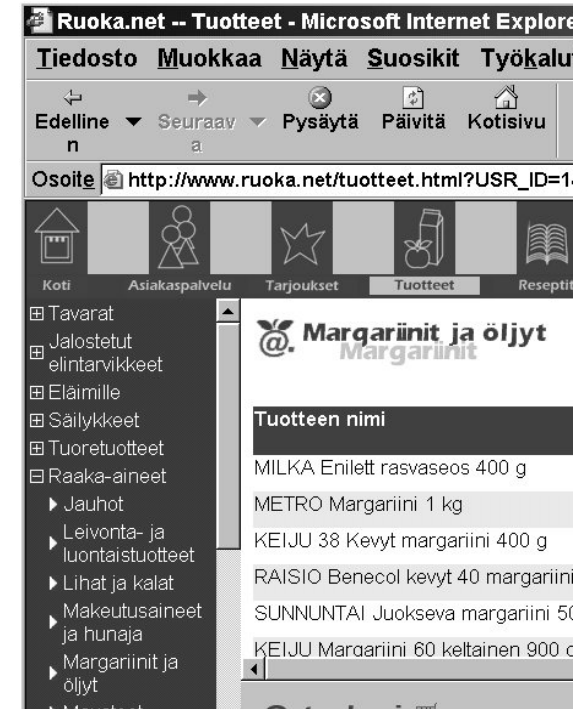 Ruoka.net -- Tuotteet - Microsoft Internet Explore
Tiedosto Muokkaa Näytä Suosikit Työkalut
Edellinen Seuraava Pysäytä Päivitä Kotisivu
Osoite http://www.ruoka.net/tuotteet.html?USR_ID=1
Koti Asiakaspalvelu Tarjoukset Tuotteet Reseptit
Tavarat
Jalostetut
elintarvikkeet
Eläimille
Säilykkeet
Tuoretuotteet
Raaka-aineet
Jauhot
Leivonta- ja
luontaistuotteet
Lihat ja kalat
Makeutusaineet
ja hunaja
Margariinit ja
öljyt
@. Margariinit ja öljyt
Margariinit
Tuotteen nimi
MILKA Enilett rasvaseos 400 g
METRO Margariini 1 kg
KEIJU 38 Kevyt margariini 400 g
RAISIO Benecol kevyt 40 margariini
SUNNUNTAI Juokseva margariini 50
KEIJU Margariini 60 keltainen 900